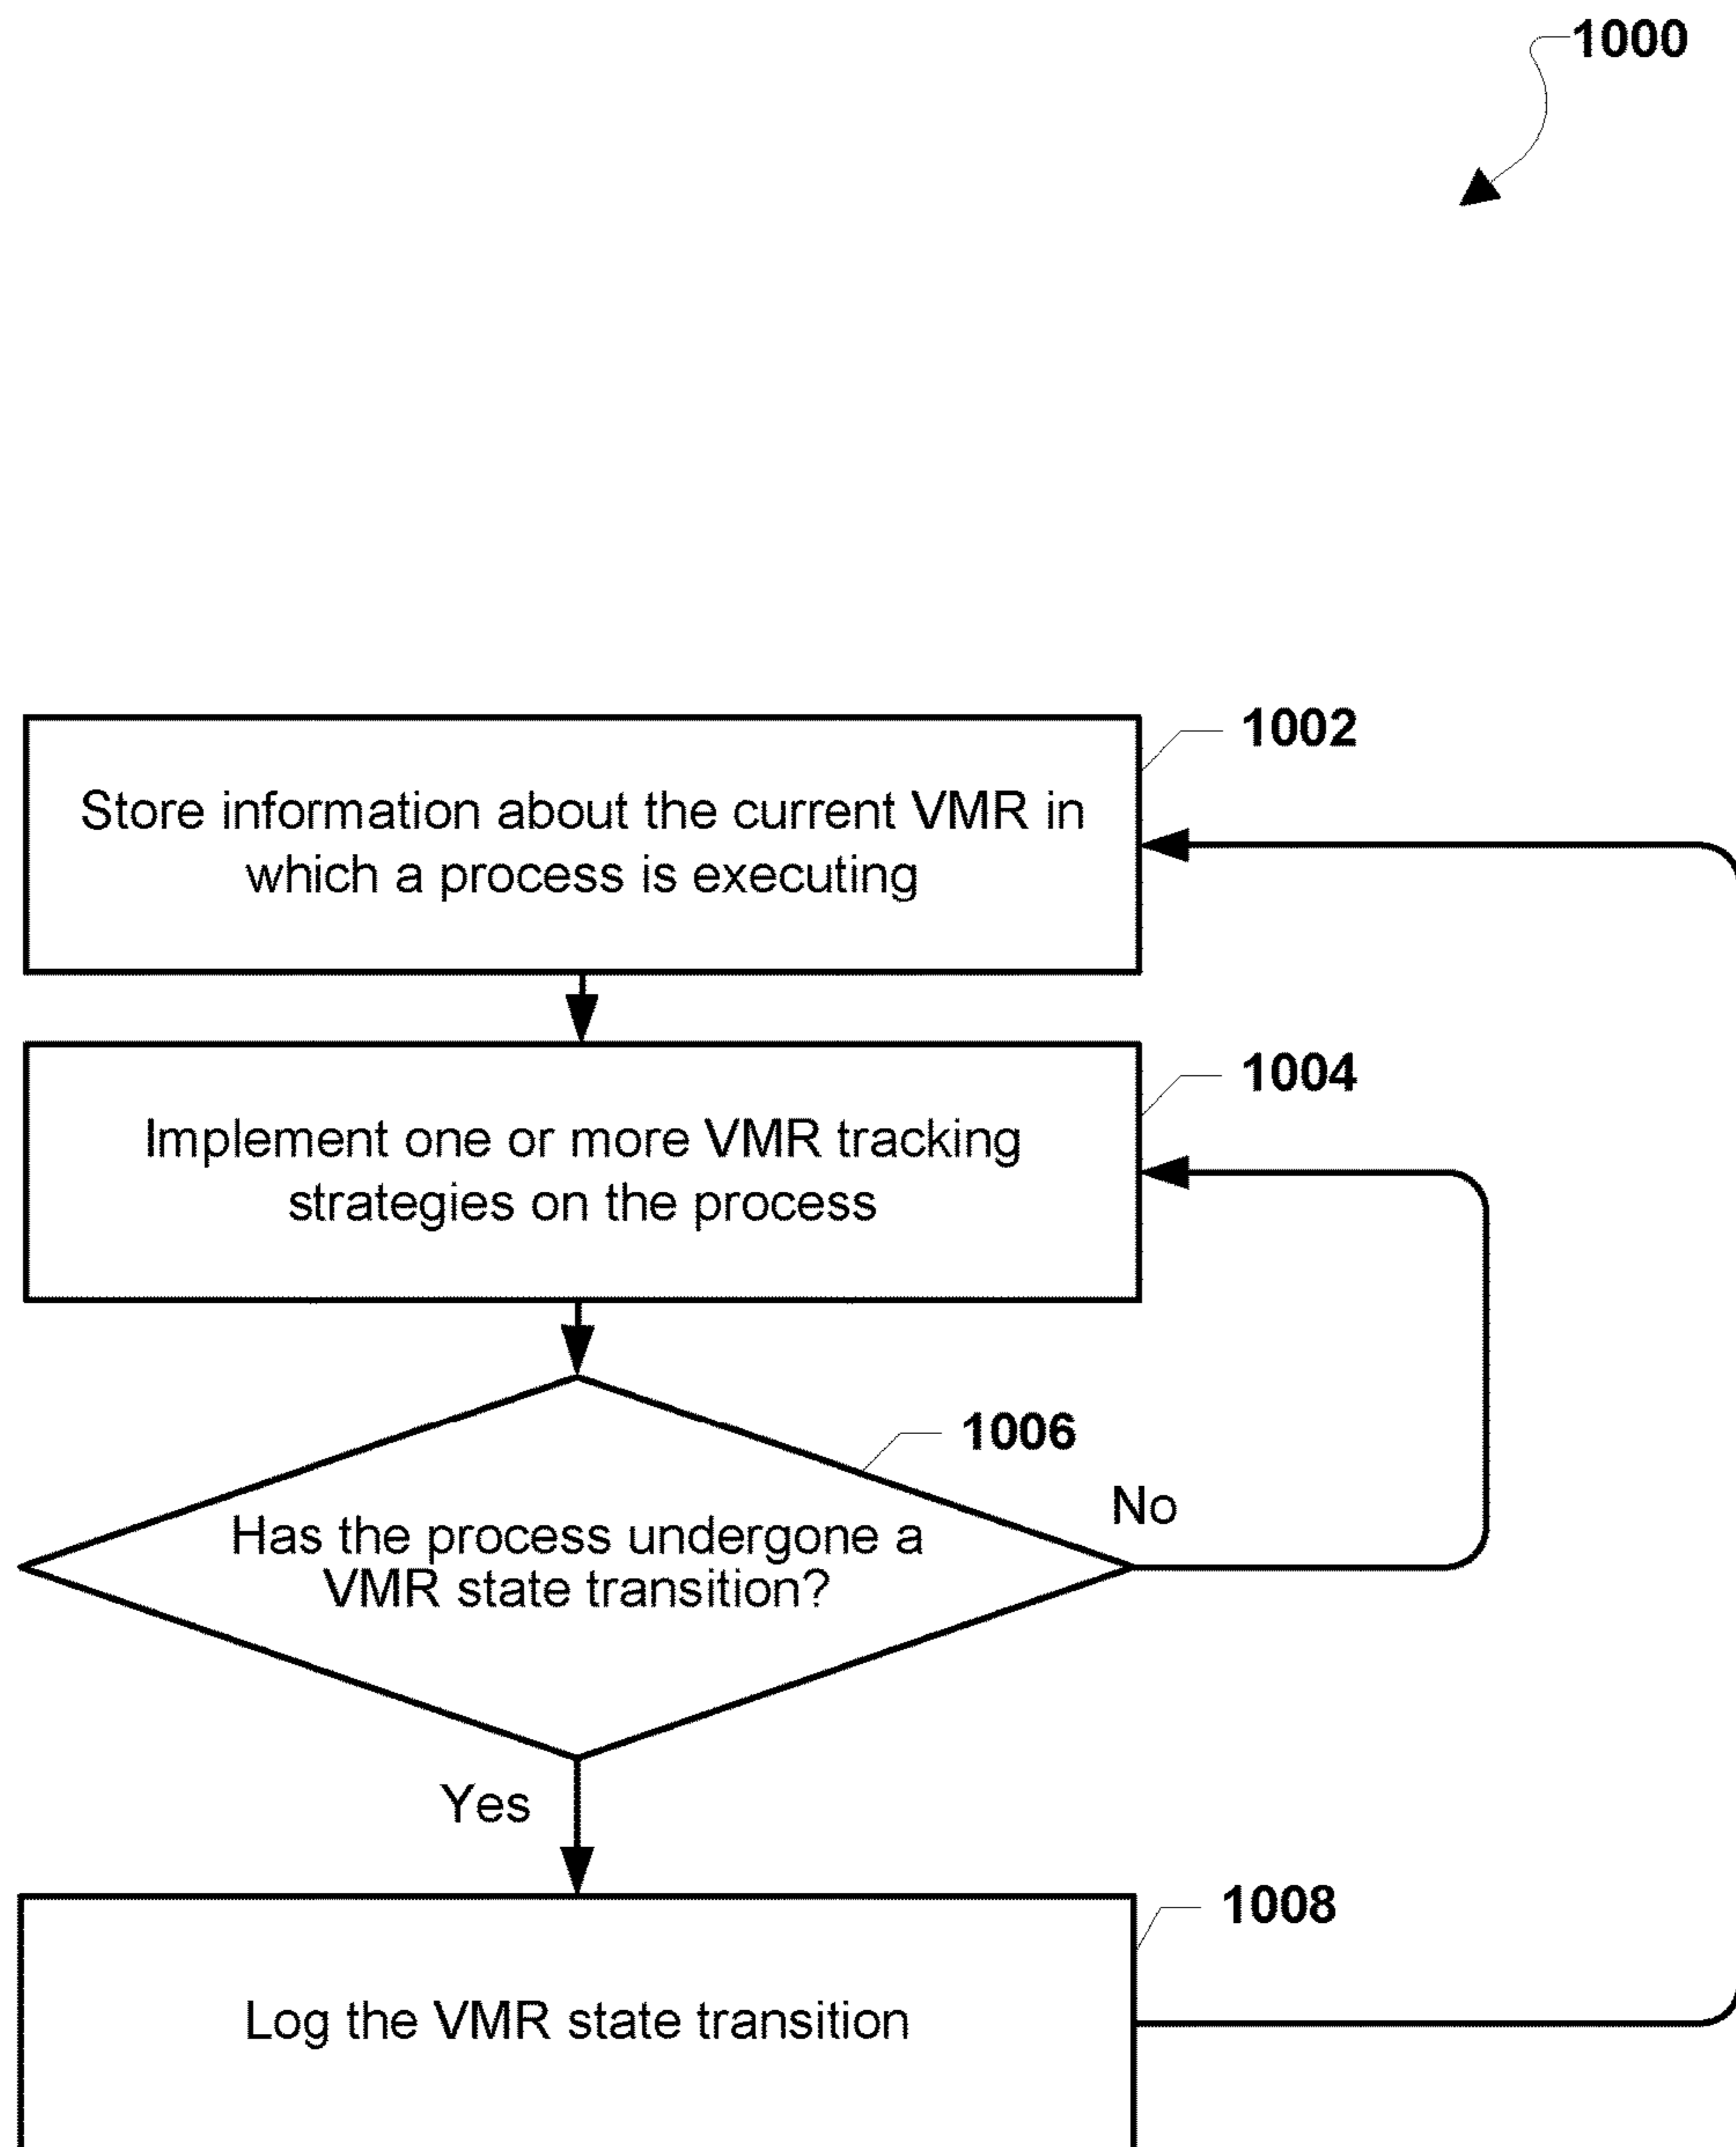 1000
1002
Store information about the current VMR in
which a process is executing
1004
Implement one or more VMR tracking
strategies on the process
1006
No
Has the process undergone a
VMR state transition?
Yes
1008
Log the VMR state transition